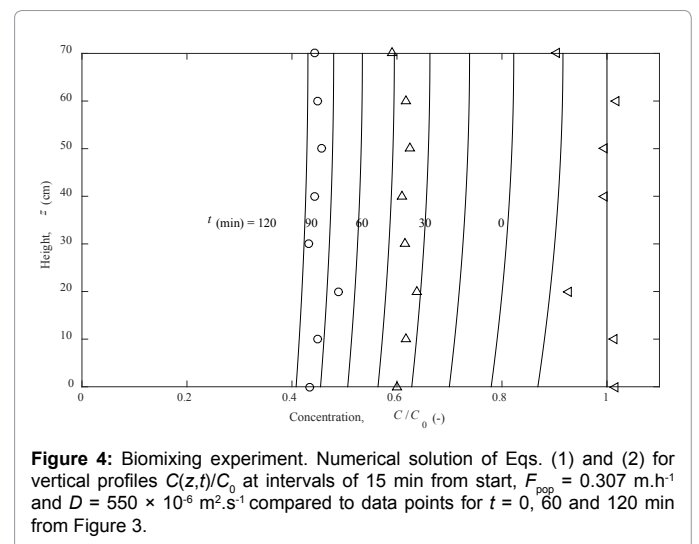 70
60
50
40
30
20
10
0
Height, z (cm)
t (min) = 120 90 60 30 0
0 0.2 0.4 0.6 0.8 1
Concentration, C/C0 (-)
Figure 4: Biomixing experiment. Numerical solution of Eqs. (1) and (2) for
vertical profiles C(z,t)/C0 at intervals of 15 min from start, Fpop = 0.307 m.h-1
and D = 550 × 10-6 m2.s-1 compared to data points for t = 0, 60 and 120 min
from Figure 3.